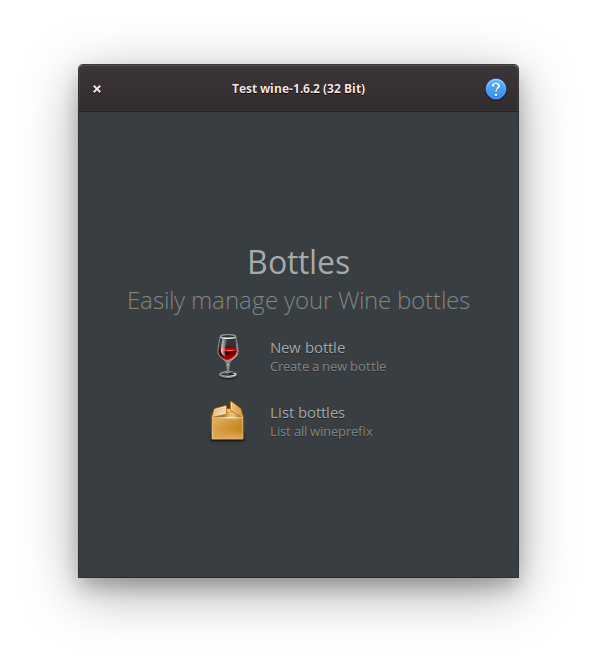 Test wine-1.6.2 (32 Bit)
Bottles
Easily manage your Wine bottles
New bottle
Create a new bottle
List bottles
List all wineprefix